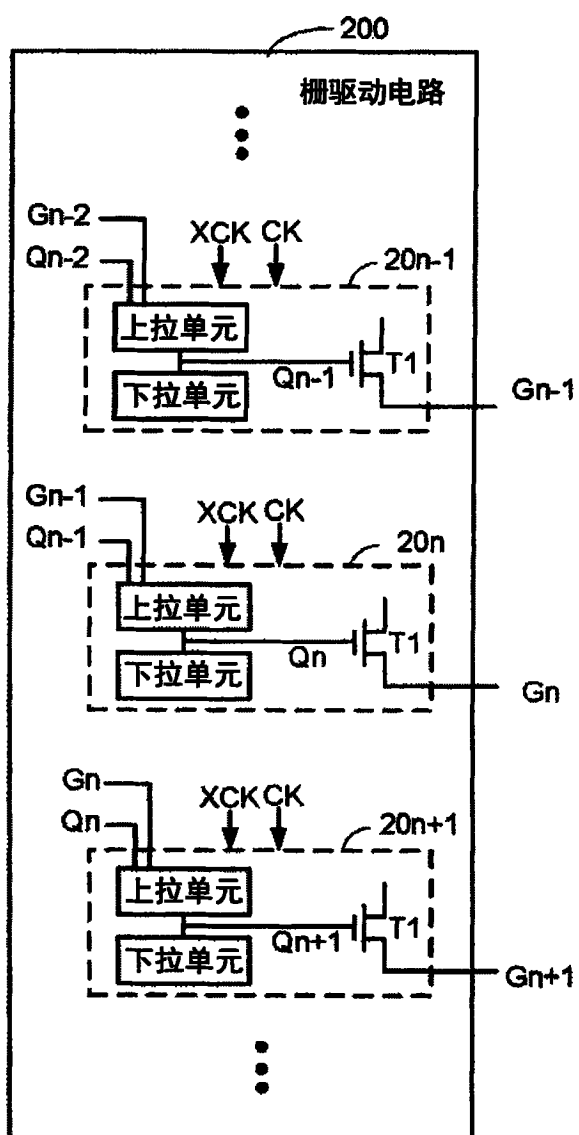 200
栅驱动电路
Gn-2
Qn-2
XCK CK
20n-1
上拉单元
下拉单元
Qn-1
T1
Gn-1
Gn-1
Qn-1
XCK CK
20n
上拉单元
下拉单元
Qn
T1
Gn
Gn
Qn
XCK CK
20n+1
上拉单元
下拉单元
Qn+1
T1
Gn+1